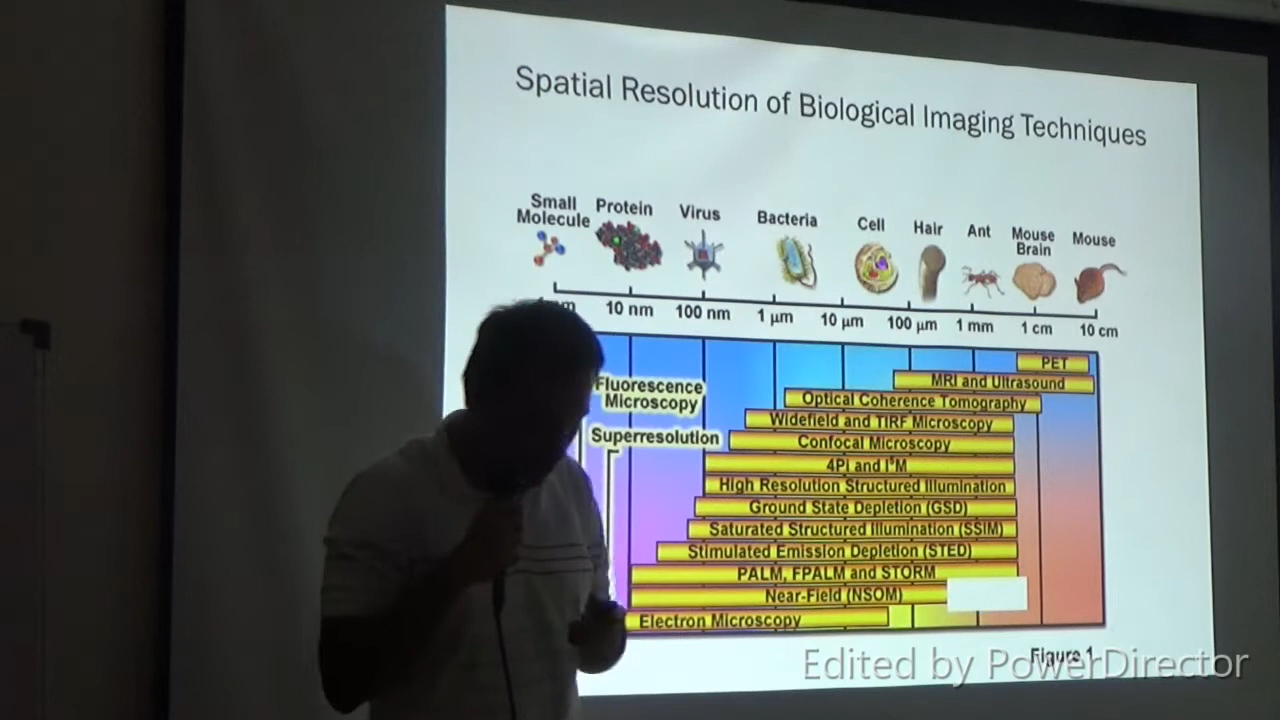 Spatial Resolution of Biological Imaging Techniques
Small
Molecule
Protein
Virus
Bacteria
Cell
Hair
Ant
Mouse
Brain
Mouse
10 nm
100 nm
1 µm
10 µm
100 µm
1 mm
1 cm
10 cm
PET
MRI and Ultrasound
Fluorescence
Microscopy
Optical Coherence Tomography
Widefield and TIRF Microscopy
Superresolution
Confocal Microscopy
4Pi and I⁵M
High Resolution Structured Illumination
Ground State Depletion (GSD)
Saturated Structured Illumination (SSIM)
Stimulated Emission Depletion (STED)
PALM, FPALM and STORM
Near-Field (NSOM)
Electron Microscopy
Figure 1
Edited by PowerDirector